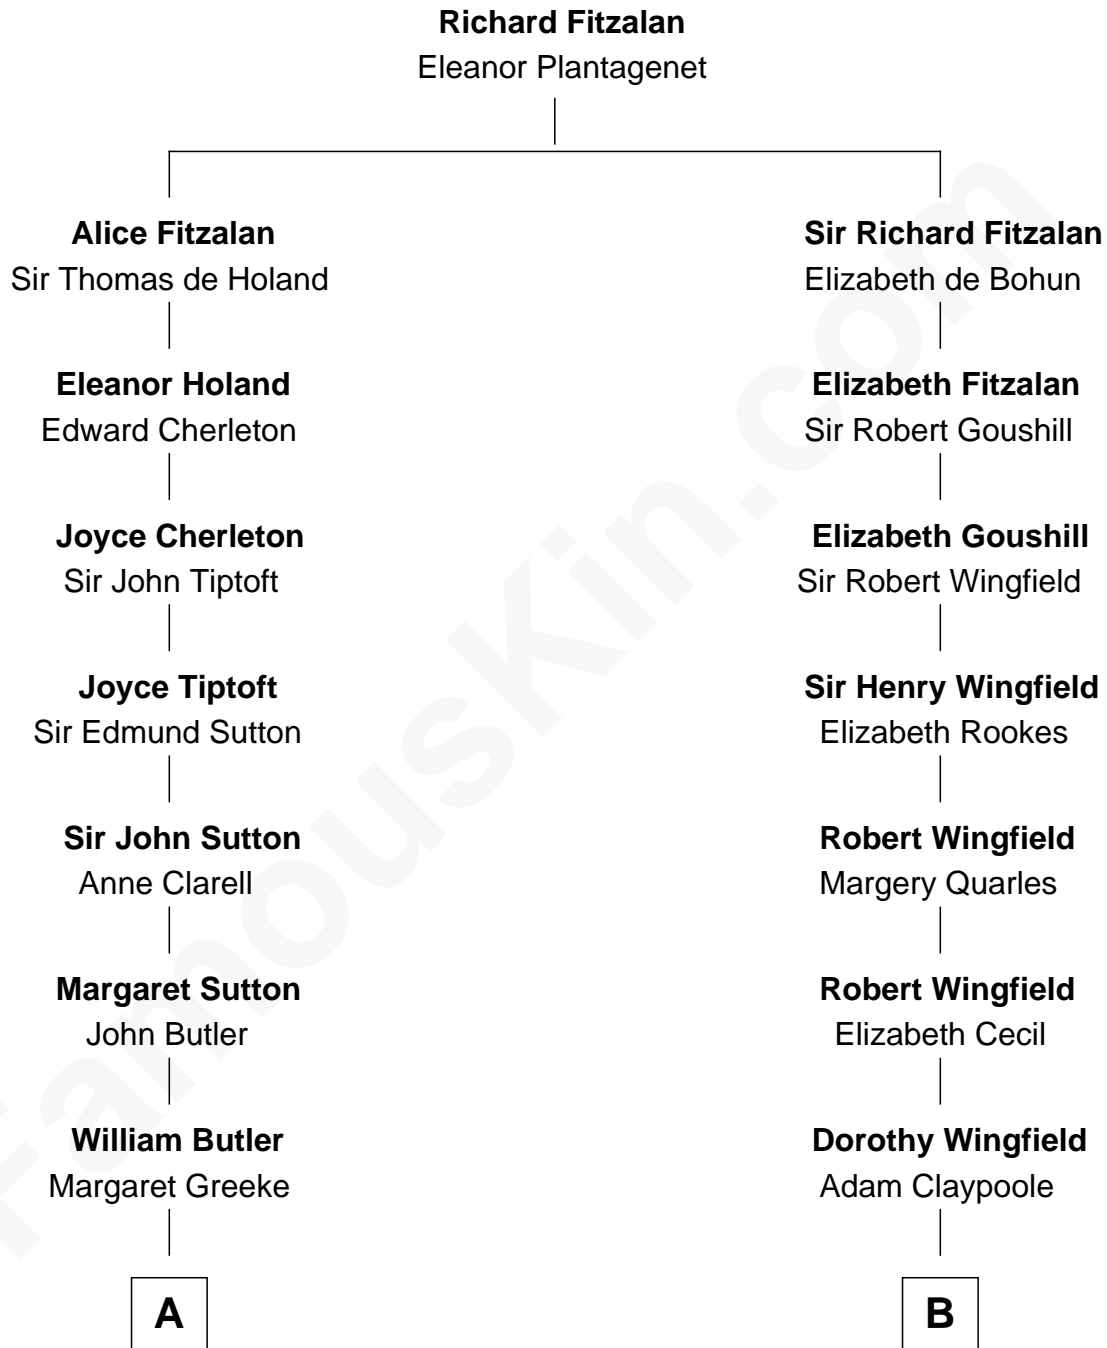 Richard Fitzalan
Eleanor Plantagenet
Alice Fitzalan
Sir Thomas de Holand
Sir Richard Fitzalan
Elizabeth de Bohun
Eleanor Holand
Edward Cherleton
Elizabeth Fitzalan
Sir Robert Goushill
Joyce Cherleton
Sir John Tiptoft
Elizabeth Goushill
Sir Robert Wingfield
Joyce Tiptoft
Sir Edmund Sutton
Sir Henry Wingfield
Elizabeth Rookes
Sir John Sutton
Anne Clarell
Robert Wingfield
Margery Quarles
Margaret Sutton
John Butler
Robert Wingfield
Elizabeth Cecil
William Butler
Margaret Greeke
Dorothy Wingfield
Adam Claypoole
A
B
FamousKin.com